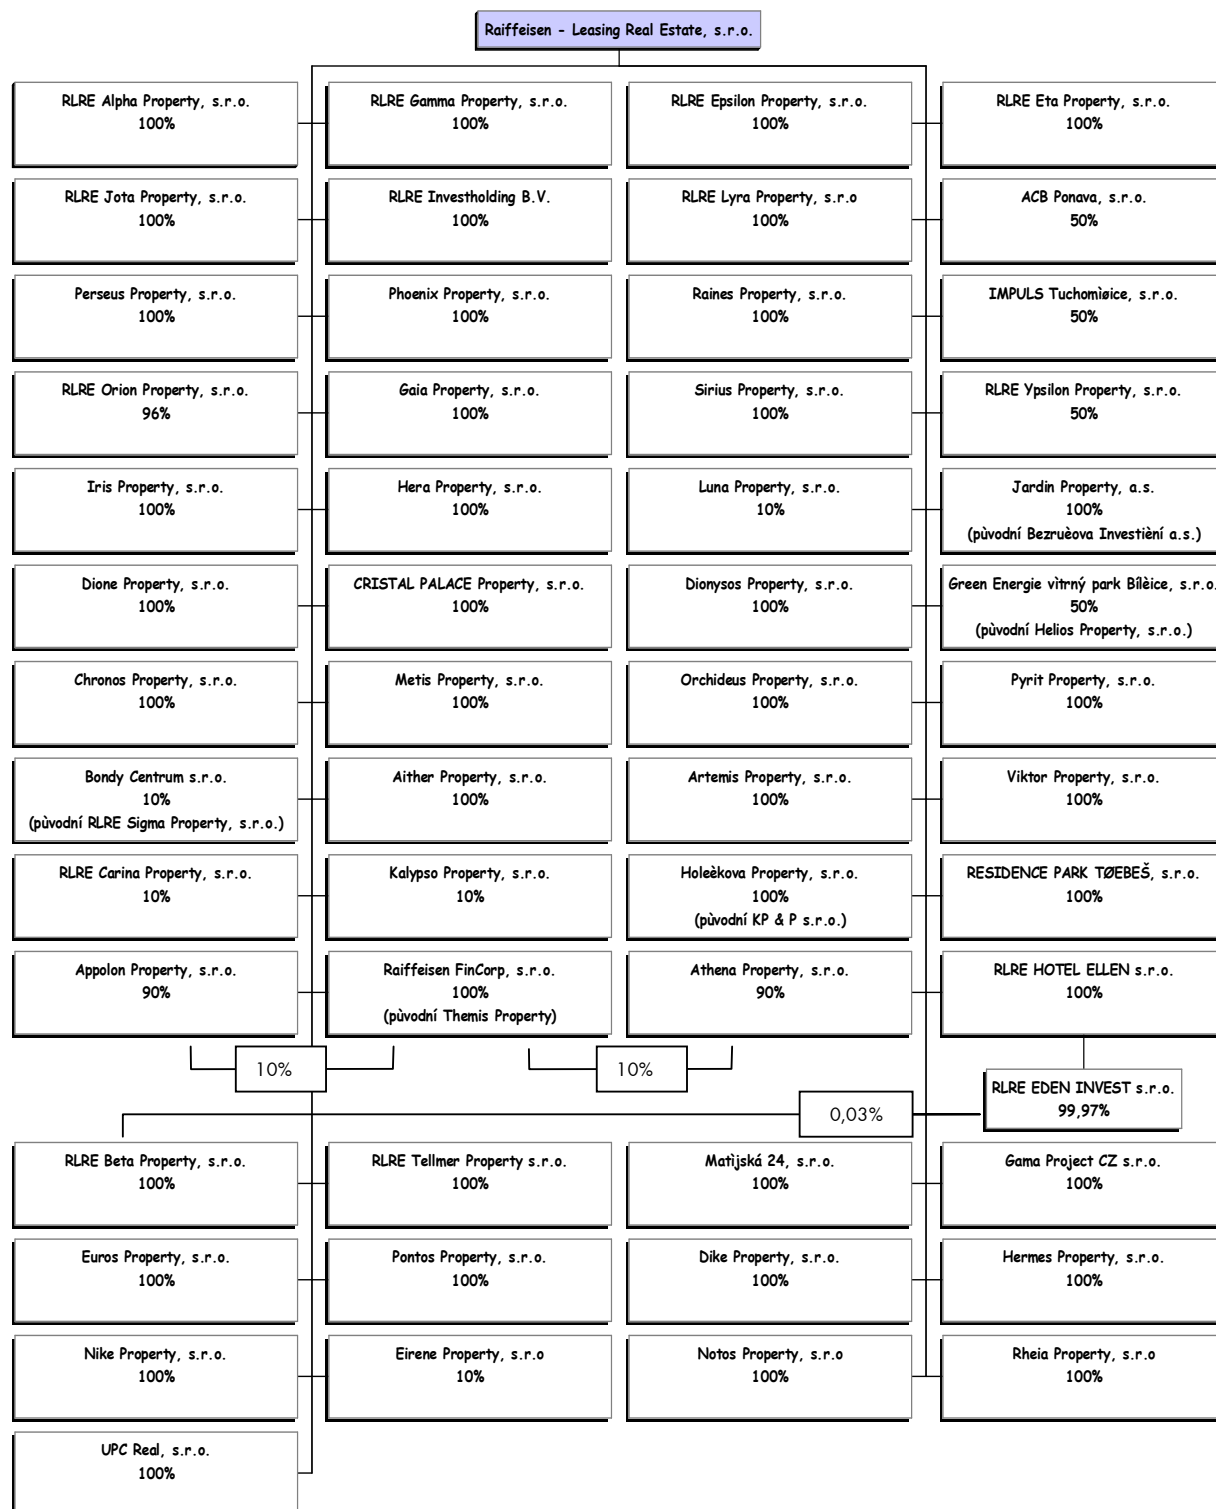 Raiffeisen - Leasing Real Estate, s.r.o.
RLRE Alpha Property, s.r.o.
100%
RLRE Gamma Property, s.r.o.
100%
RLRE Epsilon Property, s.r.o.
100%
RLRE Eta Property, s.r.o.
100%
RLRE Jota Property, s.r.o.
100%
RLRE Investholding B.V.
100%
RLRE Lyra Property, s.r.o
100%
ACB Ponava, s.r.o.
50%
Perseus Property, s.r.o.
100%
Phoenix Property, s.r.o.
100%
Raines Property, s.r.o.
100%
IMPULS Tuchomìøice, s.r.o.
50%
RLRE Orion Property, s.r.o.
96%
Gaia Property, s.r.o.
100%
Sirius Property, s.r.o.
100%
RLRE Ypsilon Property, s.r.o.
50%
Iris Property, s.r.o.
100%
Hera Property, s.r.o.
100%
Luna Property, s.r.o.
10%
Jardin Property, a.s.
100%
(pùvodní Bezruèova Investièní a.s.)
Dione Property, s.r.o.
100%
CRISTAL PALACE Property, s.r.o.
100%
Dionysos Property, s.r.o.
100%
Green Energie vìtrný park Bílèice, s.r.o.
50%
(pùvodní Helios Property, s.r.o.)
Chronos Property, s.r.o.
100%
Metis Property, s.r.o.
100%
Orchideus Property, s.r.o.
100%
Pyrit Property, s.r.o.
100%
Bondy Centrum s.r.o.
10%
(pùvodní RLRE Sigma Property, s.r.o.)
Aither Property, s.r.o.
100%
Artemis Property, s.r.o.
100%
Viktor Property, s.r.o.
100%
RLRE Carina Property, s.r.o.
10%
Kalypso Property, s.r.o.
10%
Holeèkova Property, s.r.o.
100%
(pùvodní KP & P s.r.o.)
RESIDENCE PARK TØEBEŠ, s.r.o.
100%
Appolon Property, s.r.o.
90%
Raiffeisen FinCorp, s.r.o.
100%
(pùvodní Themis Property)
Athena Property, s.r.o.
90%
RLRE HOTEL ELLEN s.r.o.
100%
10%
10%
RLRE EDEN INVEST s.r.o.
99,97%
0,03%
RLRE Beta Property, s.r.o.
100%
RLRE Tellmer Property s.r.o.
100%
Matìjská 24, s.r.o.
100%
Gama Project CZ s.r.o.
100%
Euros Property, s.r.o.
100%
Pontos Property, s.r.o.
100%
Dike Property, s.r.o.
100%
Hermes Property, s.r.o.
100%
Nike Property, s.r.o.
100%
Eirene Property, s.r.o
10%
Notos Property, s.r.o
100%
Rheia Property, s.r.o
100%
UPC Real, s.r.o.
100%